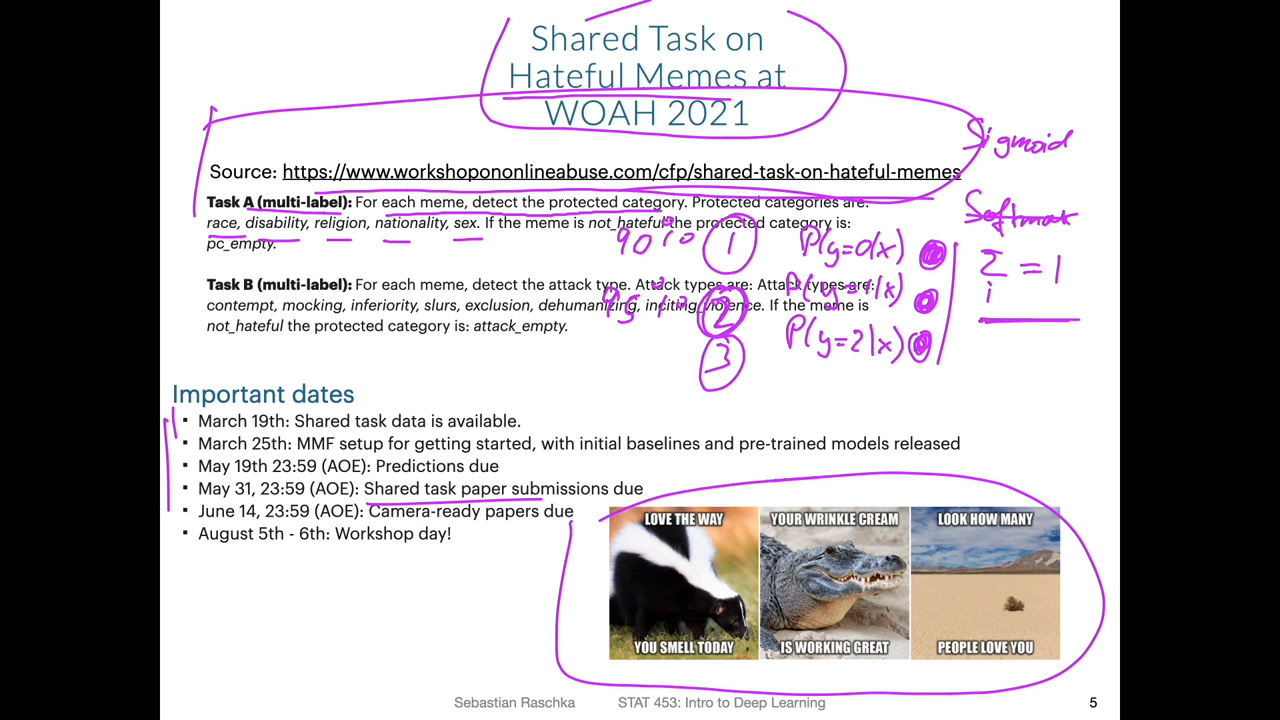 Shared Task on
Hateful Memes at
WOAH 2021
Sigmoid
Source: https://www.workshopononlineabuse.com/cfp/shared-task-on-hateful-memes
Task A (multi-label): For each meme, detect the protected category. Protected categories are:
race, disability, religion, nationality, sex. If the meme is not_hateful the protected category is:
pc_empty.
Softmax
90% 1 P(y=0|x)
Σ = 1
i
Task B (multi-label): For each meme, detect the attack type. Attack types are: Attack types are:
contempt, mocking, inferiority, slurs, exclusion, dehumanizing, inciting_violence. If the meme is
not_hateful the protected category is: attack_empty.
95% 2 P(y=1|x)
3 P(y=2|x)
Important dates
▪ March 19th: Shared task data is available.
▪ March 25th: MMF setup for getting started, with initial baselines and pre-trained models released
▪ May 19th 23:59 (AOE): Predictions due
▪ May 31, 23:59 (AOE): Shared task paper submissions due
▪ June 14, 23:59 (AOE): Camera-ready papers due
▪ August 5th - 6th: Workshop day!
LOVE THE WAY
YOU SMELL TODAY
YOUR WRINKLE CREAM
IS WORKING GREAT
LOOK HOW MANY
PEOPLE LOVE YOU
Sebastian Raschka STAT 453: Intro to Deep Learning 5